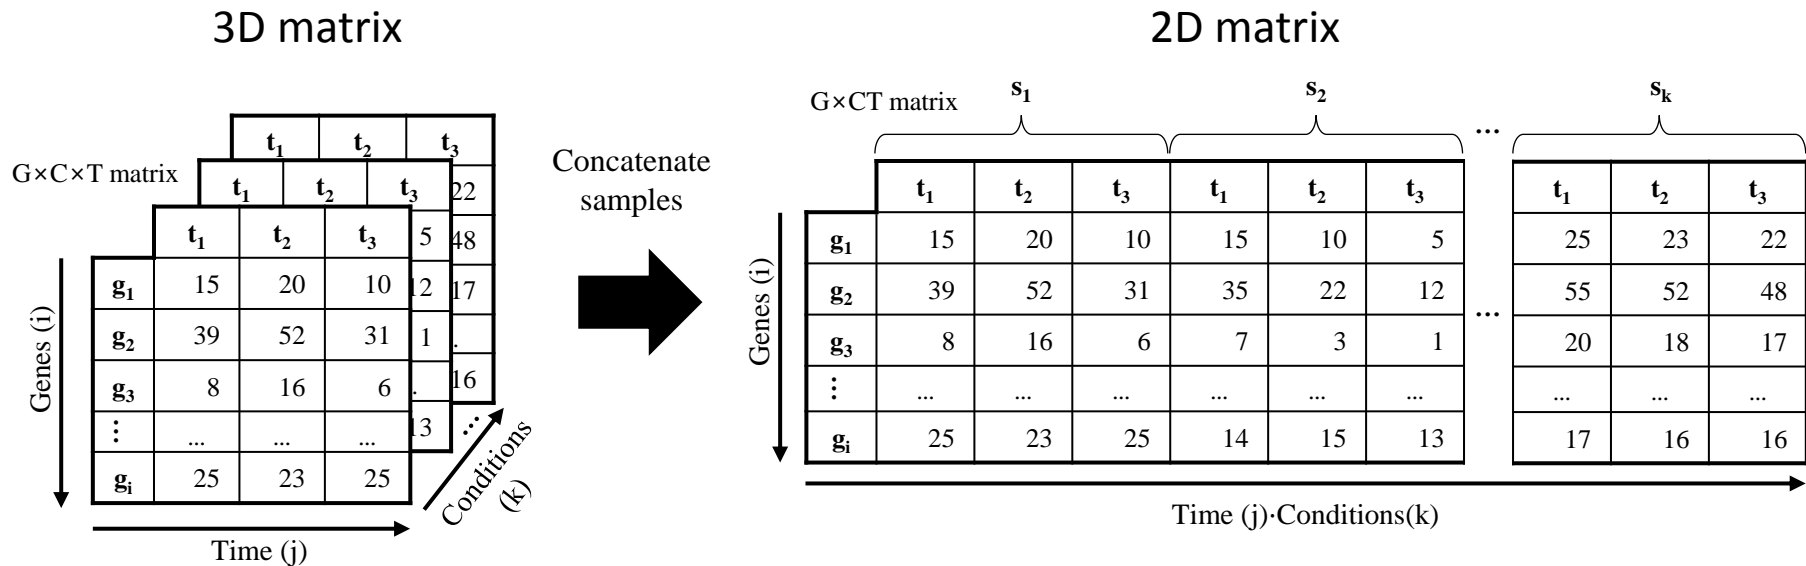 3D matrix
G×C×T matrix
t₁ t₂ t₃
22
48
17
.
16
t₁ t₂ t₃
5
12
1
.
13
t₁ t₂ t₃
g₁ 15 20 10
g₂ 39 52 31
g₃ 8 16 6
⋮ ... ... ...
gᵢ 25 23 25
Genes (i)
Time (j)
...
Conditions
(k)
Concatenate
samples
2D matrix
G×CT matrix
s₁ s₂ ... sₖ
t₁ t₂ t₃ t₁ t₂ t₃ t₁ t₂ t₃
g₁ 15 20 10 15 10 5 25 23 22
g₂ 39 52 31 35 22 12 ... 55 52 48
g₃ 8 16 6 7 3 1 20 18 17
⋮ ... ... ... ... ... ... ... ... ...
gᵢ 25 23 25 14 15 13 17 16 16
Genes (i)
Time (j)·Conditions(k)